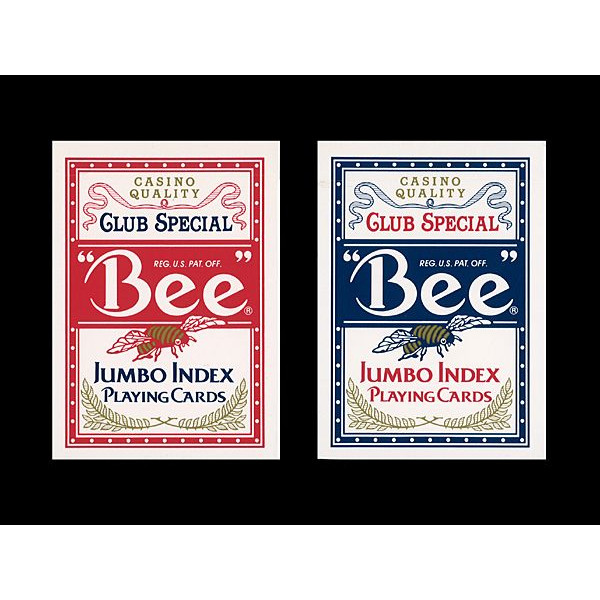 CASINO
QUALITY
CLUB SPECIAL
REG. U.S. PAT. OFF.
"Bee"®
JUMBO INDEX
PLAYING CARDS
CASINO
QUALITY
CLUB SPECIAL
REG. U.S. PAT. OFF.
"Bee"®
JUMBO INDEX
PLAYING CARDS